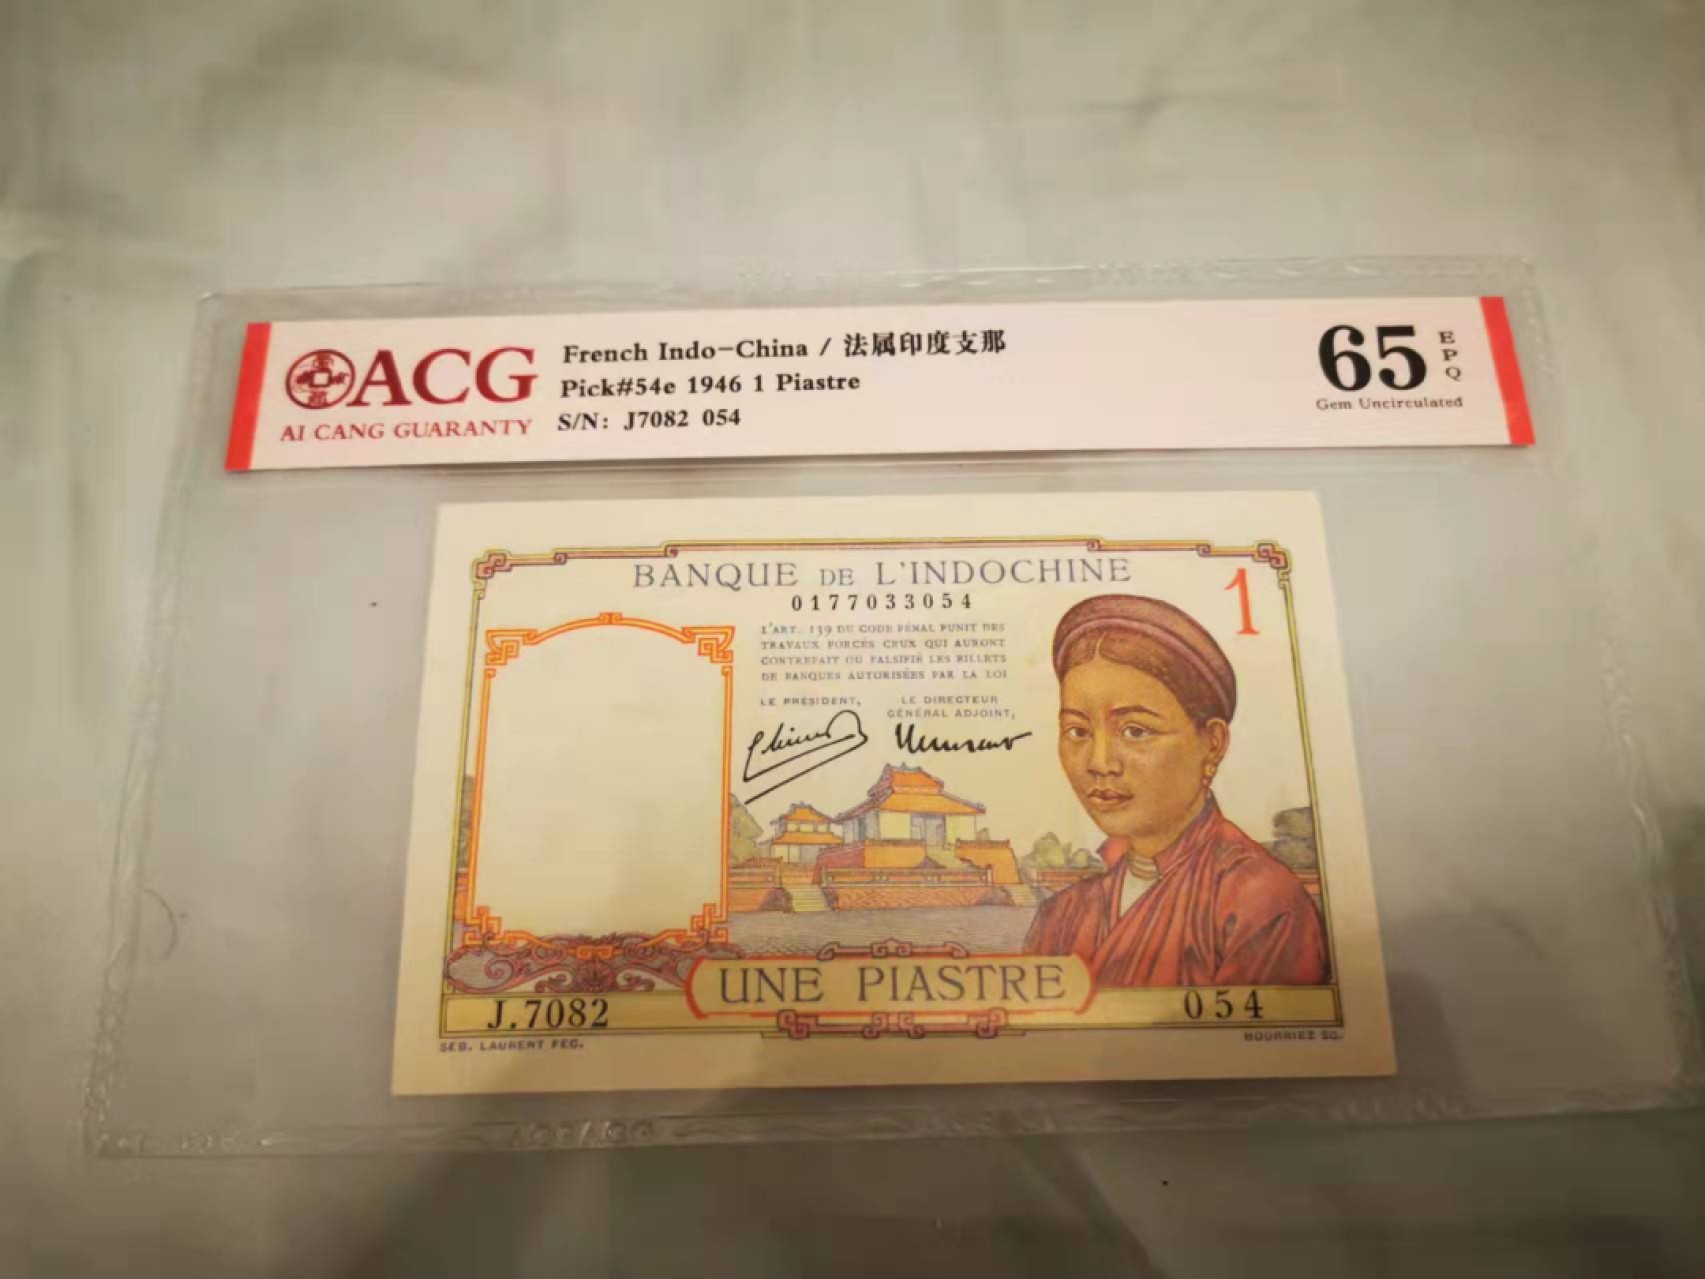 ACG
AI CANG GUARANTY
French Indo-China / 法属印度支那
Pick#54e 1946 1 Piastre
S/N: J7082 054
65 EPQ
Gem Uncirculated
BANQUE DE L'INDOCHINE
1
0177033054
L'ART. 139 DU CODE PÉNAL PUNIT DES
TRAVAUX FORCÉS CEUX QUI AURONT
CONTREFAIT OU FALSIFIÉ LES BILLETS
DE BANQUES AUTORISÉES PAR LA LOI
LE PRÉSIDENT,
LE DIRECTEUR
GÉNÉRAL ADJOINT,
UNE PIASTRE
J.7082
054
SEB. LAURENT FEC.
HOURRIEZ SC.